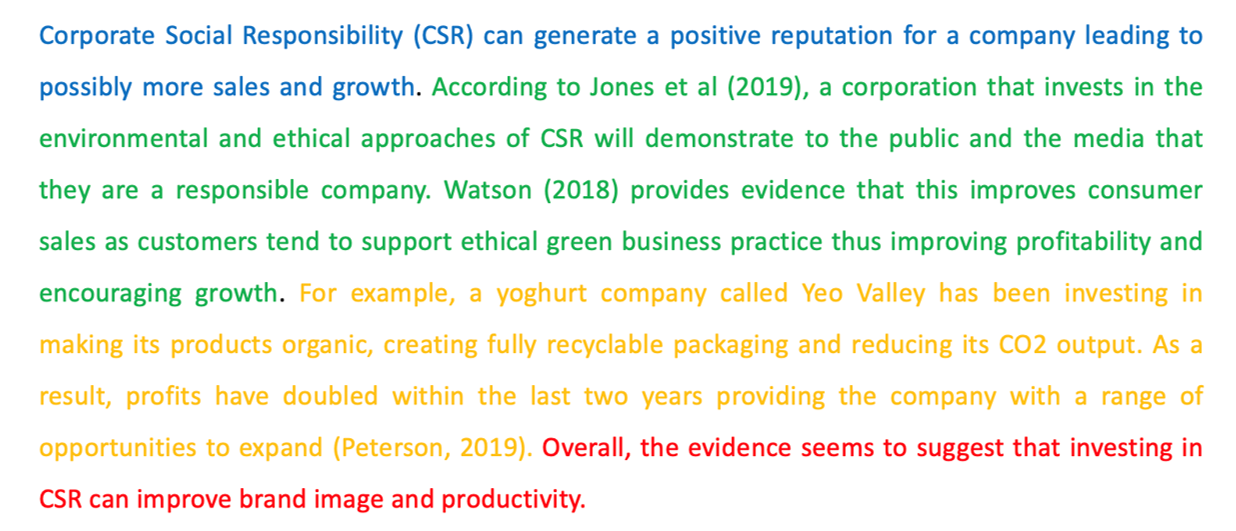 Corporate Social Responsibility (CSR) can generate a positive reputation for a company leading to
possibly more sales and growth. According to Jones et al (2019), a corporation that invests in the
environmental and ethical approaches of CSR will demonstrate to the public and the media that
they are a responsible company. Watson (2018) provides evidence that this improves consumer
sales as customers tend to support ethical green business practice thus improving profitability and
encouraging growth. For example, a yoghurt company called Yeo Valley has been investing in
making its products organic, creating fully recyclable packaging and reducing its CO2 output. As a
result, profits have doubled within the last two years providing the company with a range of
opportunities to expand (Peterson, 2019). Overall, the evidence seems to suggest that investing in
CSR can improve brand image and productivity.